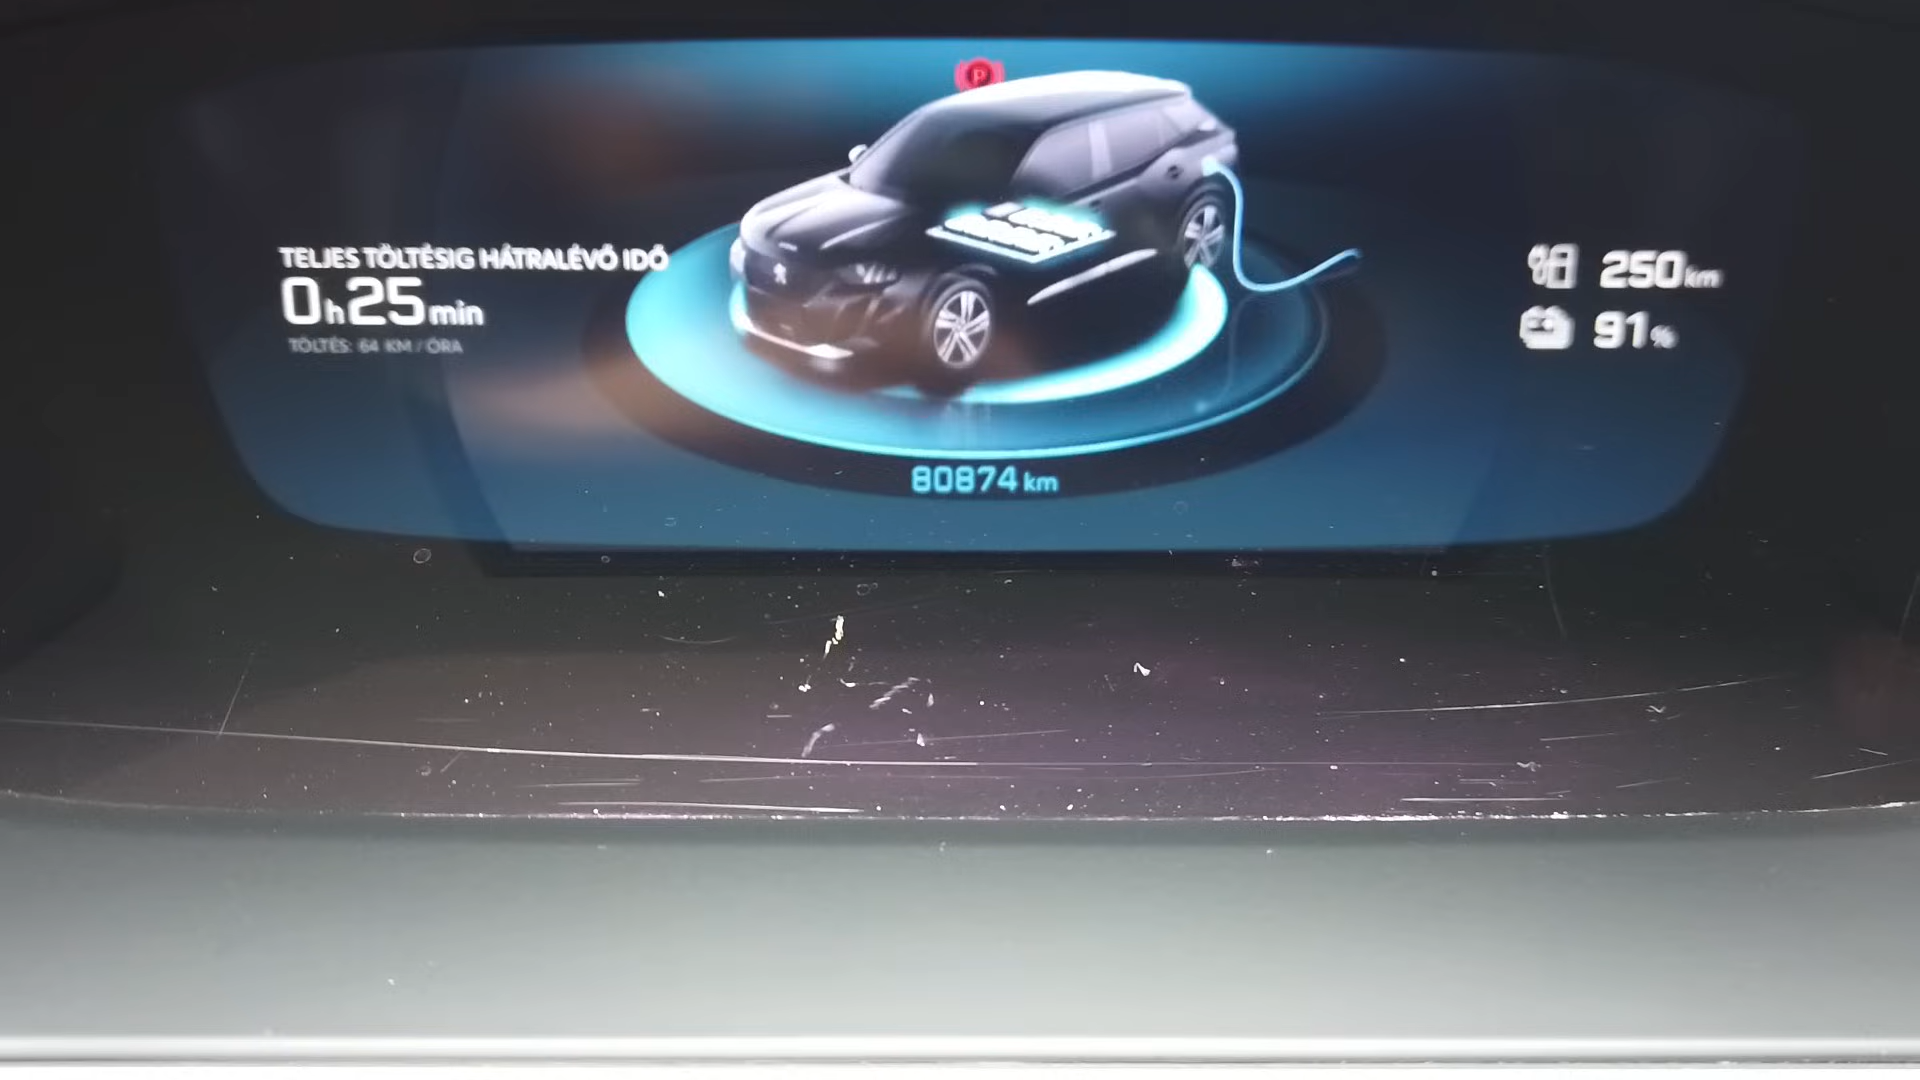 P
TELJES TÖLTÉSIG HÁTRALÉVŐ IDŐ
0h25min
TÖLTÉS: 64 KM / ÓRA
250km
91%
80874 km